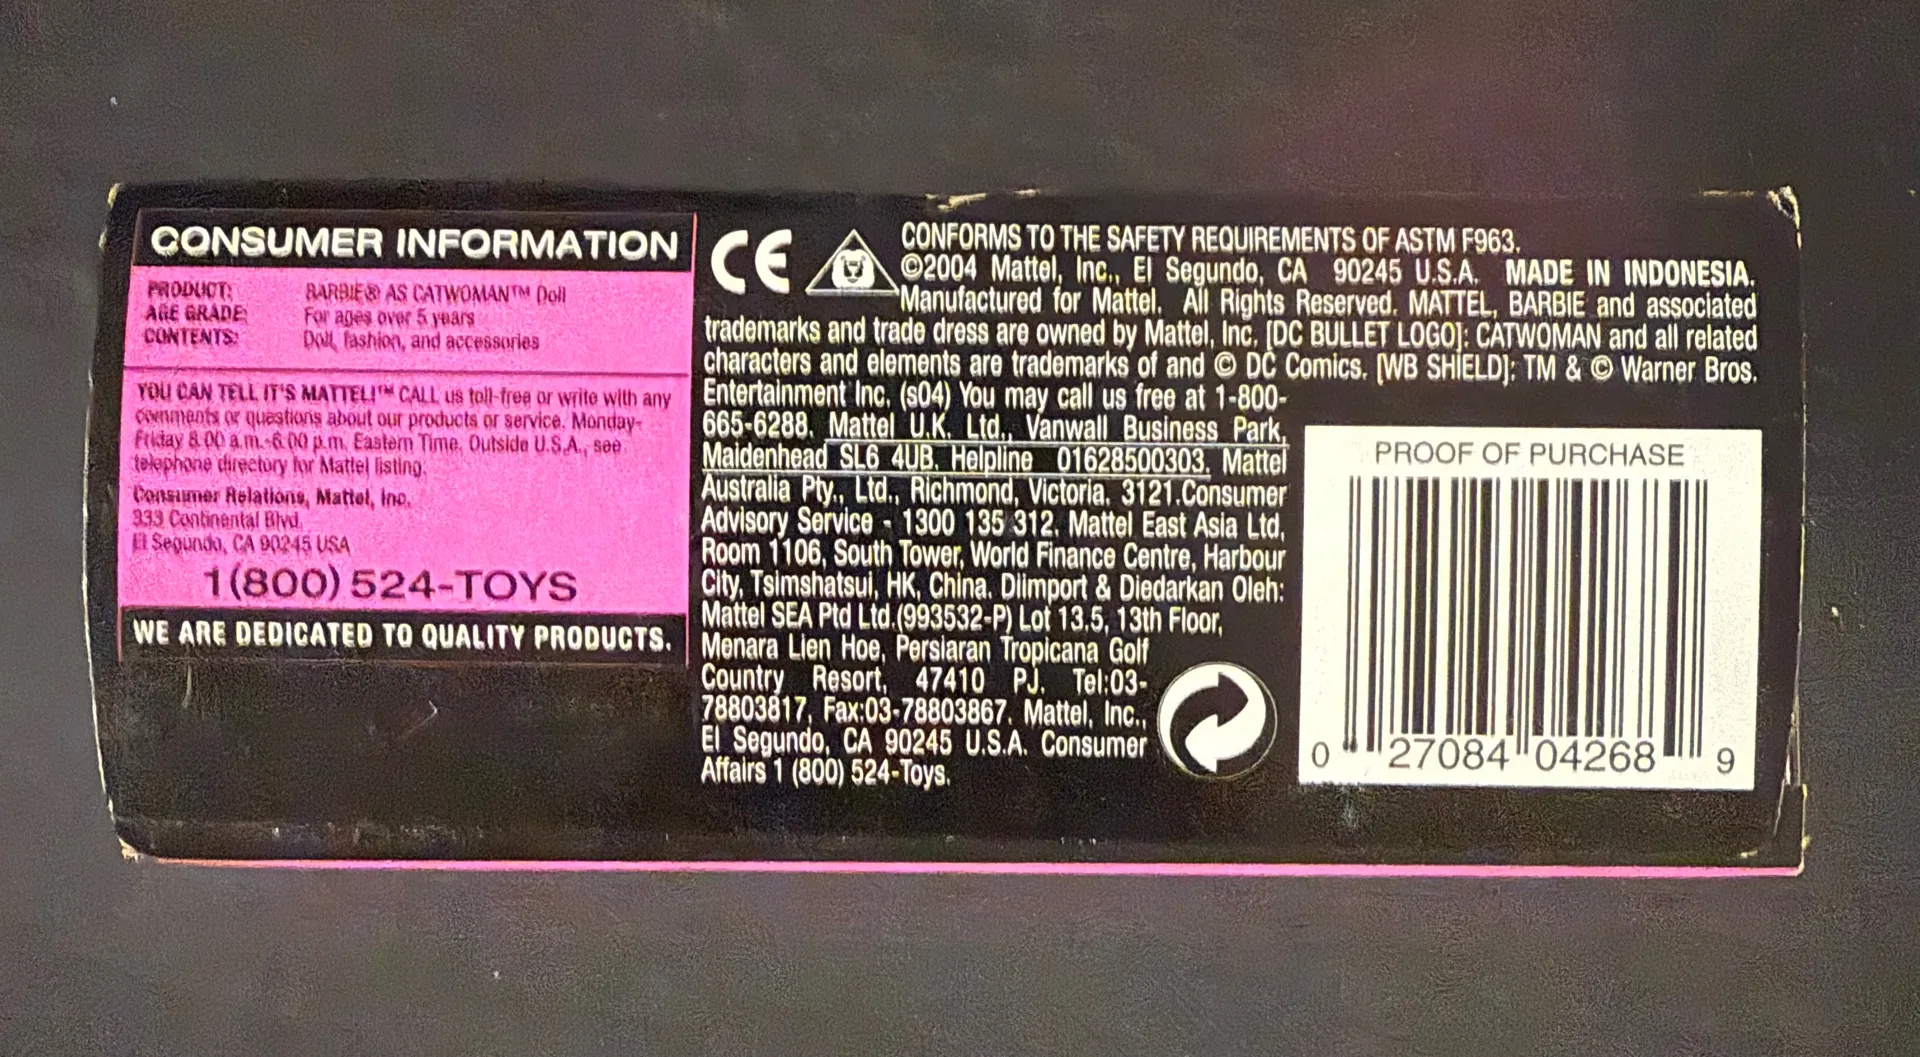 CONSUMER INFORMATION
PRODUCT: BARBIE® AS CATWOMAN™ Doll
AGE GRADE: For ages over 5 years
CONTENTS: Doll, fashion, and accessories
YOU CAN TELL IT'S MATTEL!™ CALL us toll-free or write with any
comments or questions about our products or service. Monday-
Friday 8:00 a.m.-6:00 p.m. Eastern Time. Outside U.S.A., see
telephone directory for Mattel listing.
Consumer Relations, Mattel, Inc.
333 Continental Blvd.
El Segundo, CA 90245 USA
1(800) 524-TOYS
WE ARE DEDICATED TO QUALITY PRODUCTS.
CE
CONFORMS TO THE SAFETY REQUIREMENTS OF ASTM F963.
©2004 Mattel, Inc., El Segundo, CA 90245 U.S.A. MADE IN INDONESIA.
Manufactured for Mattel. All Rights Reserved. MATTEL, BARBIE and associated
trademarks and trade dress are owned by Mattel, Inc. [DC BULLET LOGO]: CATWOMAN and all related
characters and elements are trademarks of and © DC Comics. [WB SHIELD]: TM & © Warner Bros.
Entertainment Inc. (s04) You may call us free at 1-800-
665-6288. Mattel U.K. Ltd., Vanwall Business Park,
Maidenhead SL6 4UB. Helpline 01628500303. Mattel
Australia Pty., Ltd., Richmond, Victoria. 3121.Consumer
Advisory Service - 1300 135 312. Mattel East Asia Ltd,
Room 1106, South Tower, World Finance Centre, Harbour
City, Tsimshatsui, HK, China. Diimport & Diedarkan Oleh:
Mattel SEA Ptd Ltd.(993532-P) Lot 13.5, 13th Floor,
Menara Lien Hoe, Persiaran Tropicana Golf
Country Resort, 47410 PJ. Tel:03-
78803817, Fax:03-78803867. Mattel, Inc.,
El Segundo, CA 90245 U.S.A. Consumer
Affairs 1 (800) 524-Toys.
PROOF OF PURCHASE
0 27084 04268 9